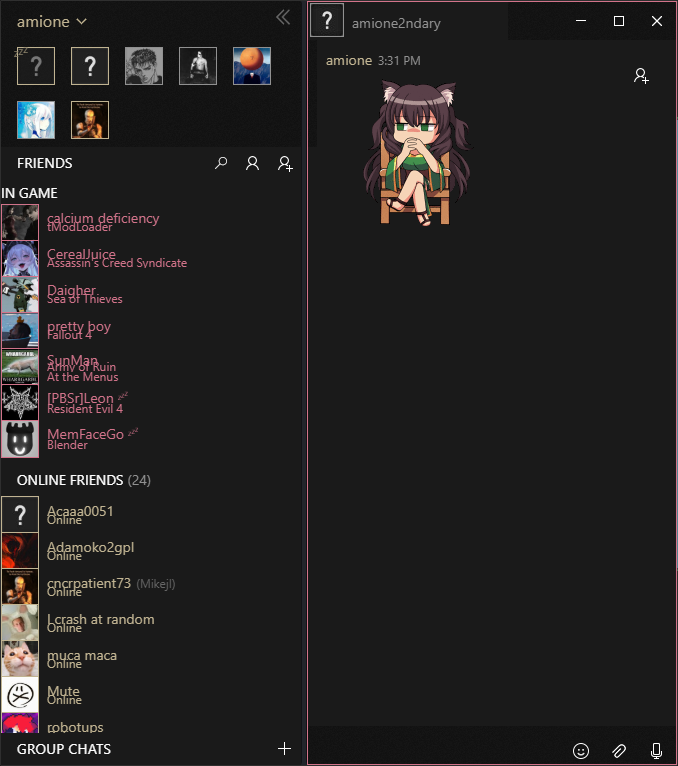 amione
zzz
?
?
FRIENDS
IN GAME
calcium deficiency
tModLoader
CerealJuice
Assassin's Creed Syndicate
Daigher.
Sea of Thieves
pretty boy
Fallout 4
SunMan
Army of Ruin
At the Menus
[PBSr]Leon zzz
Resident Evil 4
MemFaceGo zzz
Blender
ONLINE FRIENDS (24)
?
Acaaa0051
Online
Adamoko2gpl
Online
cncrpatient73 (Mikejl)
Online
I,crash at random
Online
muca maca
Online
Mute
Online
robotups
GROUP CHATS
?
amione2ndary
amione 3:31 PM